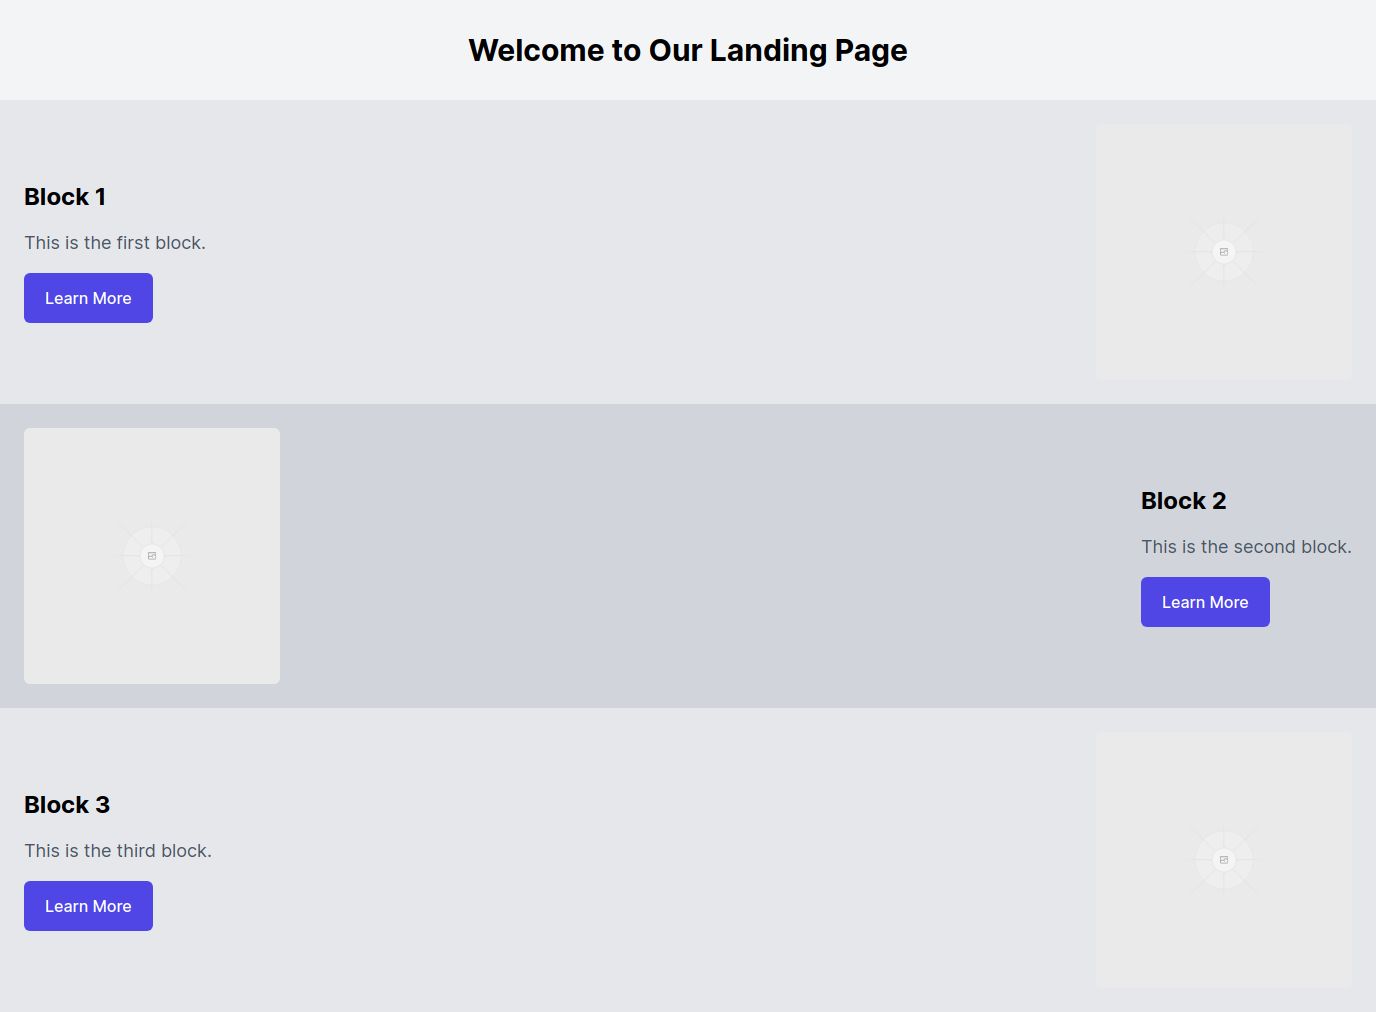 Welcome to Our Landing Page
Block 1
This is the first block.
Learn More
Block 2
This is the second block.
Learn More
Block 3
This is the third block.
Learn More